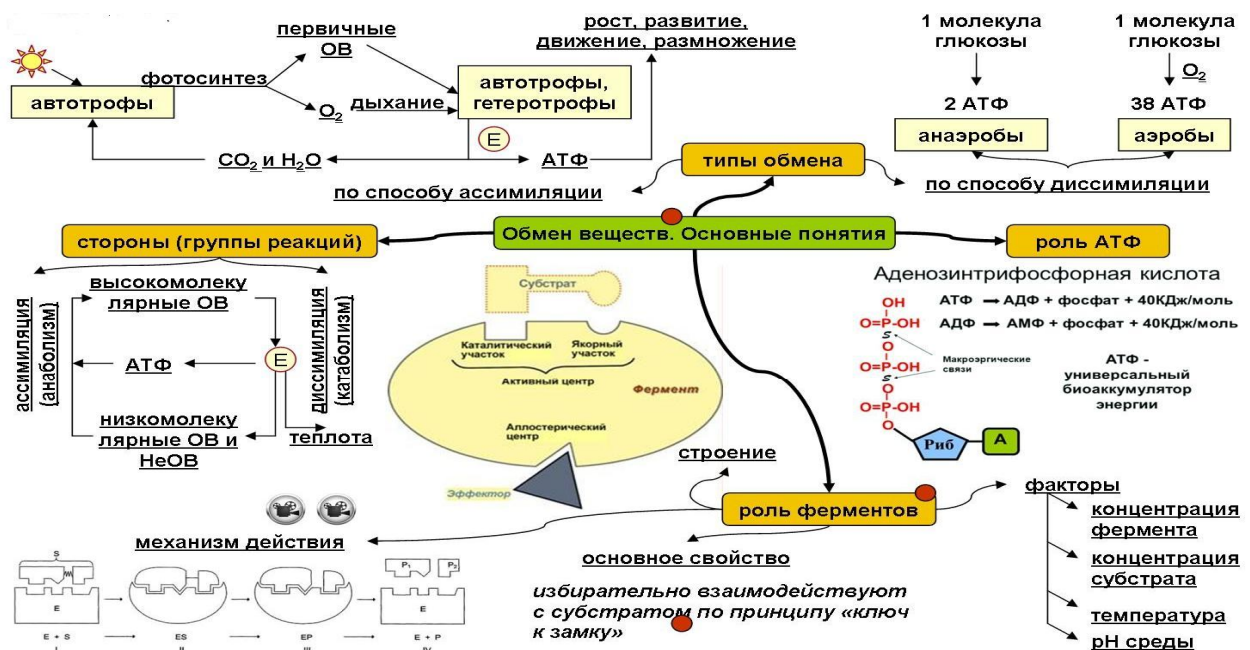 рост, развитие,
движение, размножение
1 молекула
глюкозы
1 молекула
глюкозы
O₂
первичные
ОВ
фотосинтез
автотрофы
O₂
дыхание
автотрофы,
гетеротрофы
E
CO₂ и H₂O
АТФ
2 АТФ
38 АТФ
анаэробы
аэробы
типы обмена
по способу ассимиляции
по способу диссимиляции
Обмен веществ. Основные понятия
стороны (группы реакций)
роль АТФ
ассимиляция
(анаболизм)
высокомолеку
лярные ОВ
АТФ
E
низкомолеку
лярные ОВ и
НеОВ
теплота
диссимиляция
(катаболизм)
Субстрат
Каталитический
участок
Якорный
участок
Активный центр
Фермент
Аллостерический
центр
Эффектор
Аденозинтрифосфорная кислота
АТФ → АДФ + фосфат + 40КДж/моль
АДФ → АМФ + фосфат + 40КДж/моль
OH
O=P-OH
S
O
O=P-OH
S
O
O=P-OH
O
Макроэргические
связи
АТФ -
универсальный
биоаккумулятор
энергии
Риб
А
строение
роль ферментов
факторы
концентрация
фермента
концентрация
субстрата
температура
pH среды
механизм действия
основное свойство
избирательно взаимодействуют
с субстратом по принципу «ключ
к замку»
S
E
P₁
P₂
E
E + S
ES
EP
E + P
I
II
III
IV